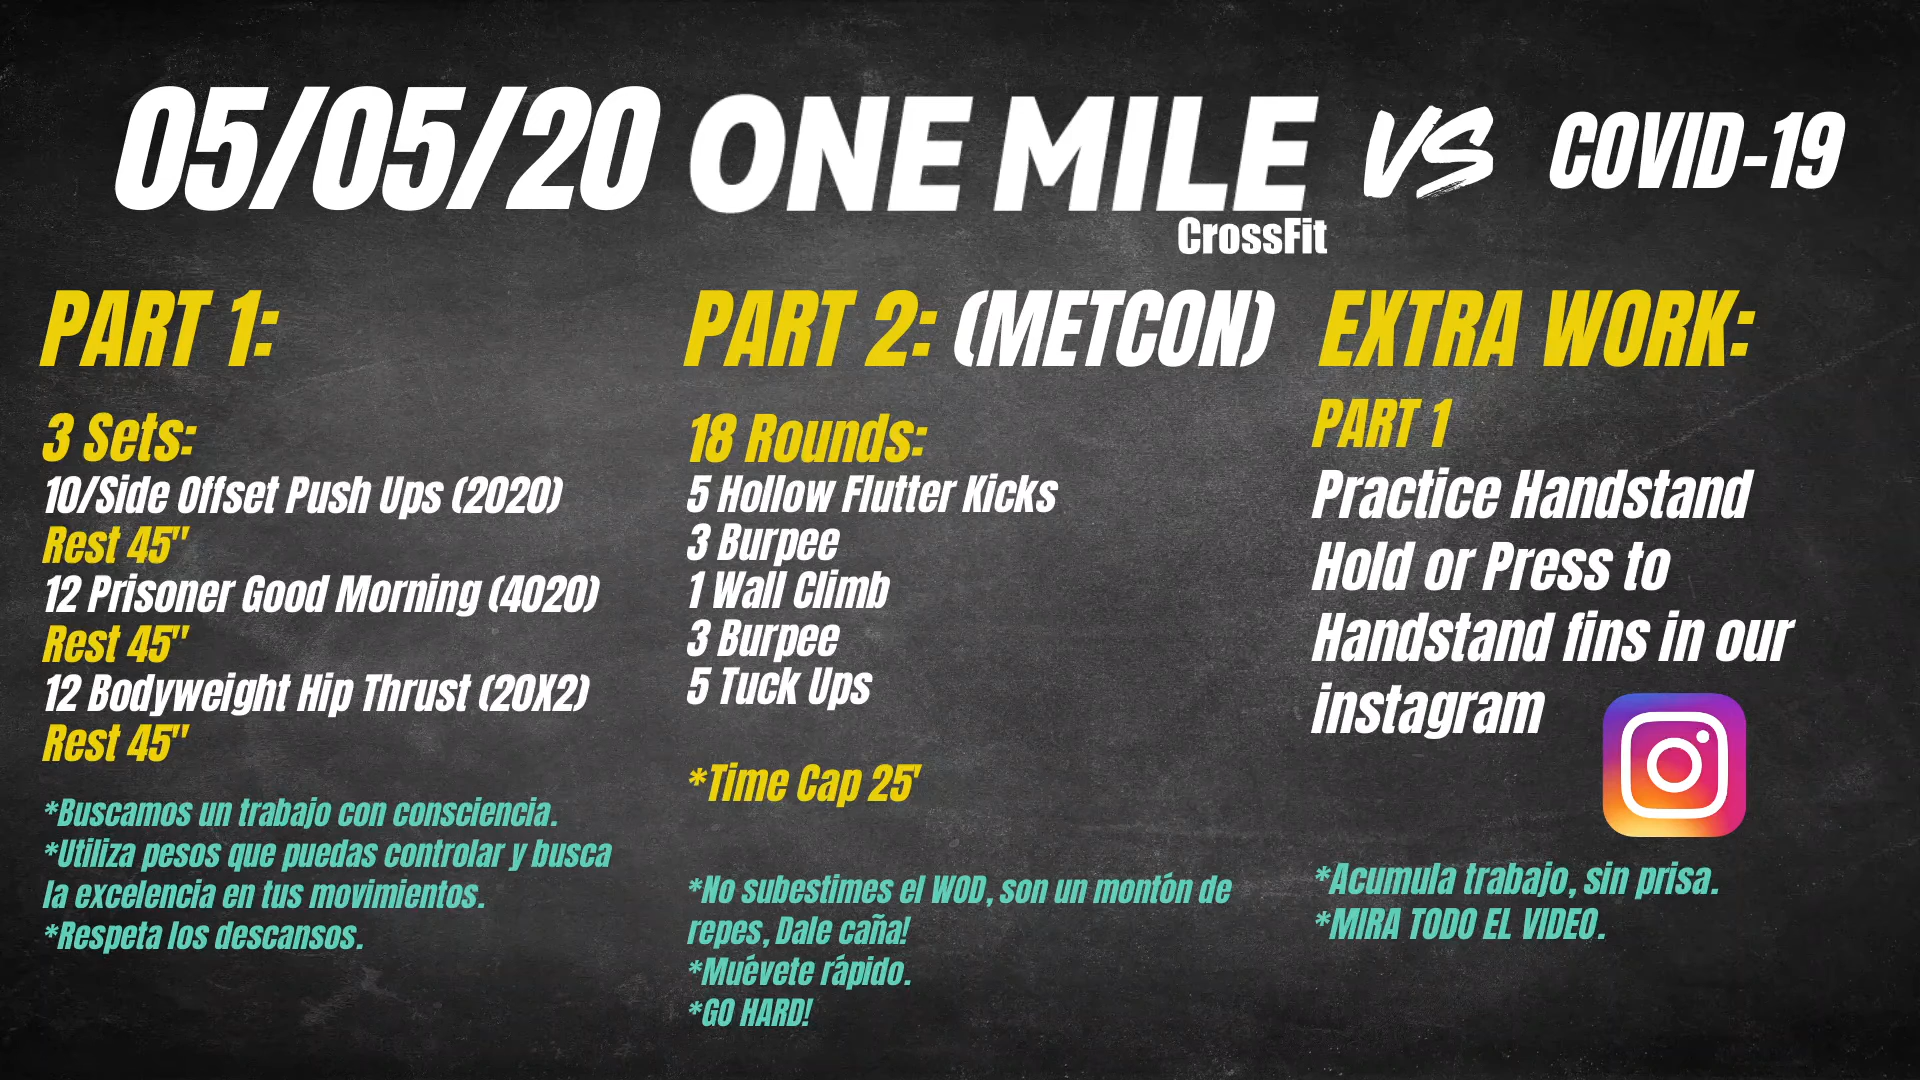 05/05/20 ONE MILE VS COVID-19
CrossFit
PART 1:
3 Sets:
10/Side Offset Push Ups (2020)
Rest 45"
12 Prisoner Good Morning (4020)
Rest 45"
12 Bodyweight Hip Thrust (20X2)
Rest 45"
*Buscamos un trabajo con consciencia.
*Utiliza pesos que puedas controlar y busca
la excelencia en tus movimientos.
*Respeta los descansos.
PART 2: (METCON)
18 Rounds:
5 Hollow Flutter Kicks
3 Burpee
1 Wall Climb
3 Burpee
5 Tuck Ups
*Time Cap 25'
*No subestimes el WOD, son un montón de
repes, Dale caña!
*Muévete rápido.
*GO HARD!
EXTRA WORK:
PART 1
Practice Handstand
Hold or Press to
Handstand fins in our
instagram
*Acumula trabajo, sin prisa.
*MIRA TODO EL VIDEO.